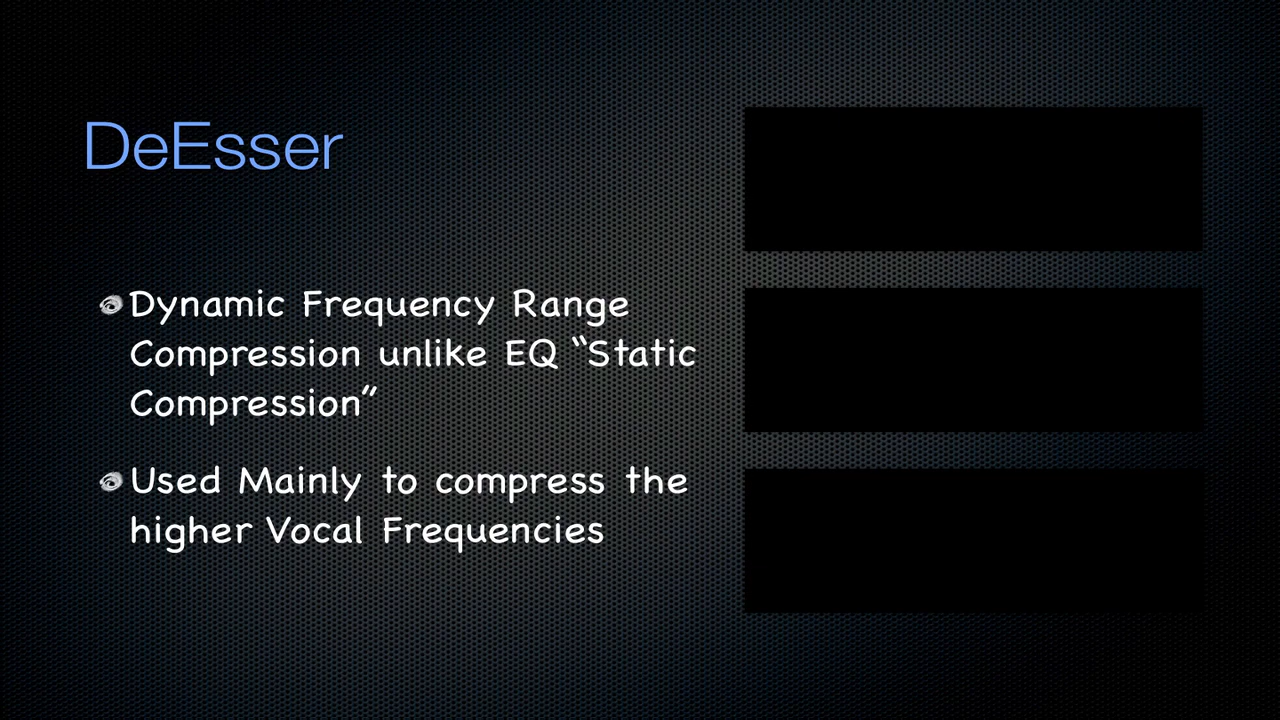 DeEsser
Dynamic Frequency Range
Compression unlike EQ “Static
Compression”
Used Mainly to compress the
higher Vocal Frequencies